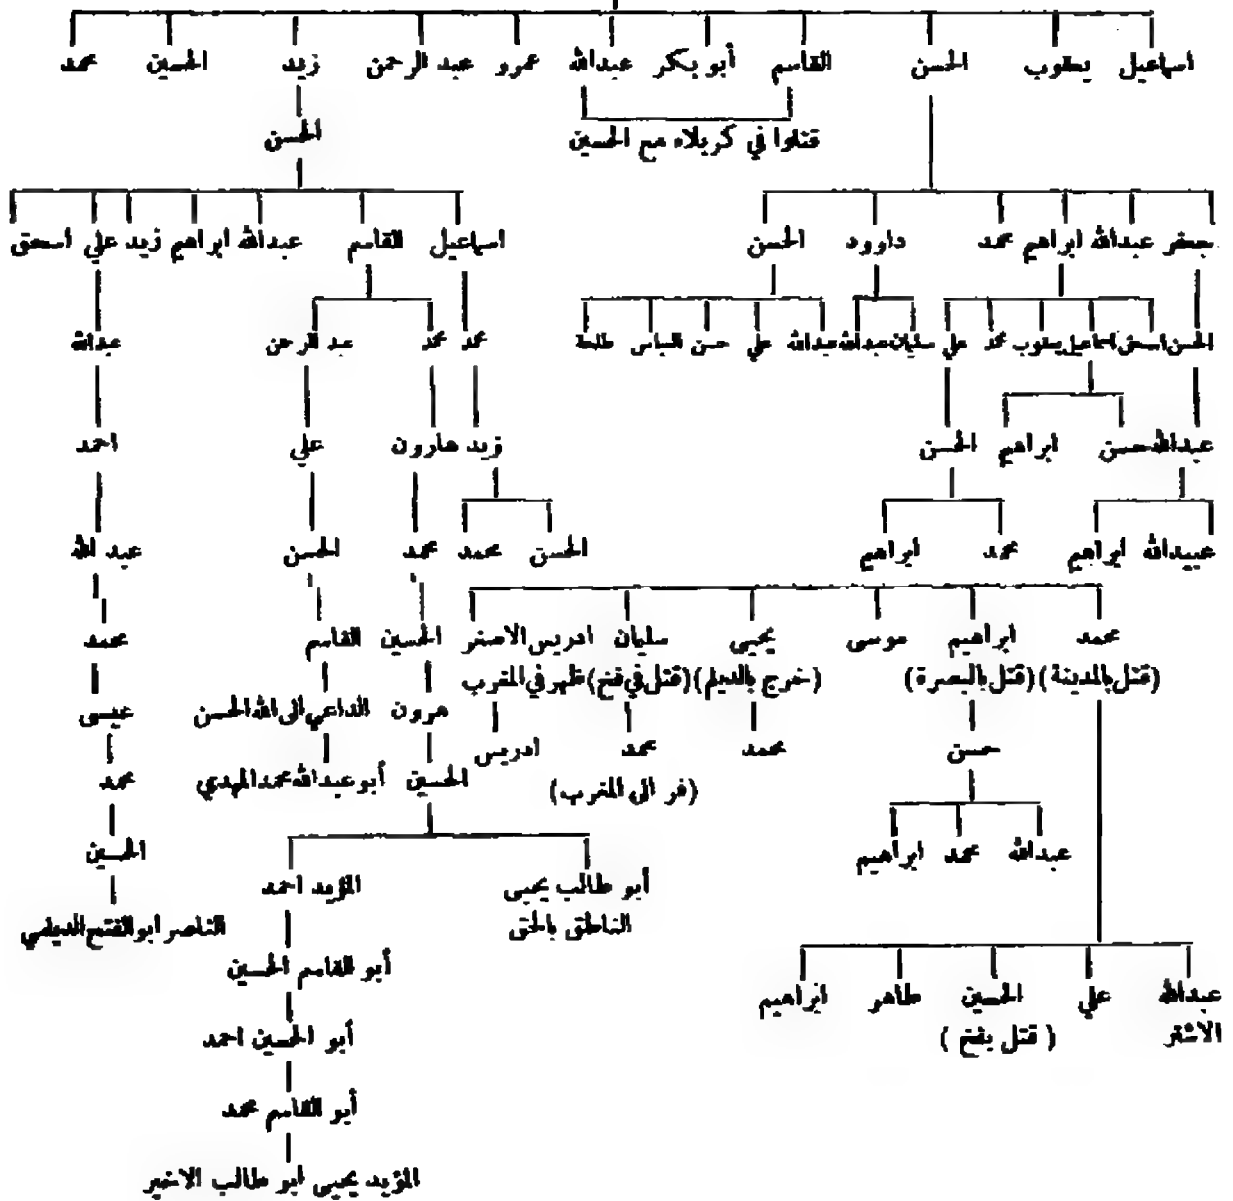 اسماعيل يعقوب الحسن القاسم أبو بكر عبدالله عمرو عبد الرحمن زيد الحسين محمد
قتلوا في كربلاء مع الحسين
الحسن
جعفر عبدالله ابراهيم محمد داوود الحسن
اسماعيل القاسم عبدالله ابراهيم زيد علي اسحق
الحسن اسحق اسماعيل يعقوب محمد علي سليمان عبدالله عبدالله علي حسن العباس طلحة
محمد محمد عبد الرحمن عبدالله
عبدالله حسن ابراهيم الحسن
زيد هارون علي احمد
عبيدالله ابراهيم محمد ابراهيم
الحسن محمد محمد الحسن عبد الله
محمد ابراهيم موسى يحيى سليمان ادريس الاصغر
الحسين القاسم محمد
(قتل بالمدينة) (قتل بالبصرة) (خرج بالديلم) (قتل في فخ) ظهر في المغرب
هرون الداعي الى الله الحسن عيسى
حسن محمد محمد ادريس
(فر الى المغرب)
الحسين أبو عبدالله محمد المهدي محمد
عبدالله محمد ابراهيم
الحسين
أبو طالب يحيى المؤيد احمد
الناطق بالحق
الناصر ابو الفتح الديلمي
أبو القاسم الحسين
عبدالله علي الحسين طاهر ابراهيم
الاشتر (قتل بفخ)
أبو الحسين احمد
أبو القاسم محمد
المؤيد يحيى ابو طالب الاخير